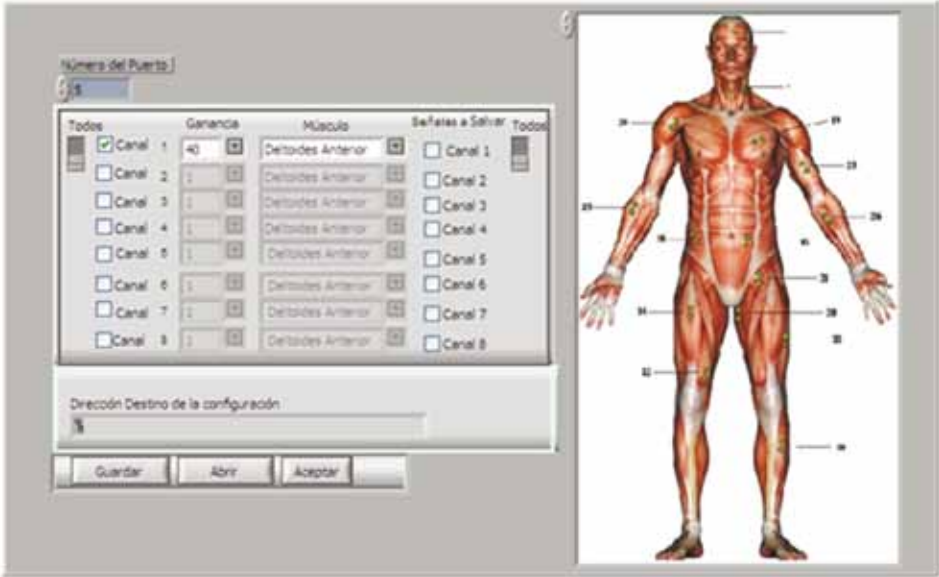 Número del Puerto
5
Todos Ganancia Músculo Señales a Salvar Todos
Canal 1 40 Deltoides Anterior Canal 1
Canal 2 1 Deltoides Anterior Canal 2
Canal 3 1 Deltoides Anterior Canal 3
Canal 4 1 Deltoides Anterior Canal 4
Canal 5 1 Deltoides Anterior Canal 5
Canal 6 1 Deltoides Anterior Canal 6
Canal 7 1 Deltoides Anterior Canal 7
Canal 8 1 Deltoides Anterior Canal 8
Dirección Destino de la configuración
Guardar Abrir Aceptar